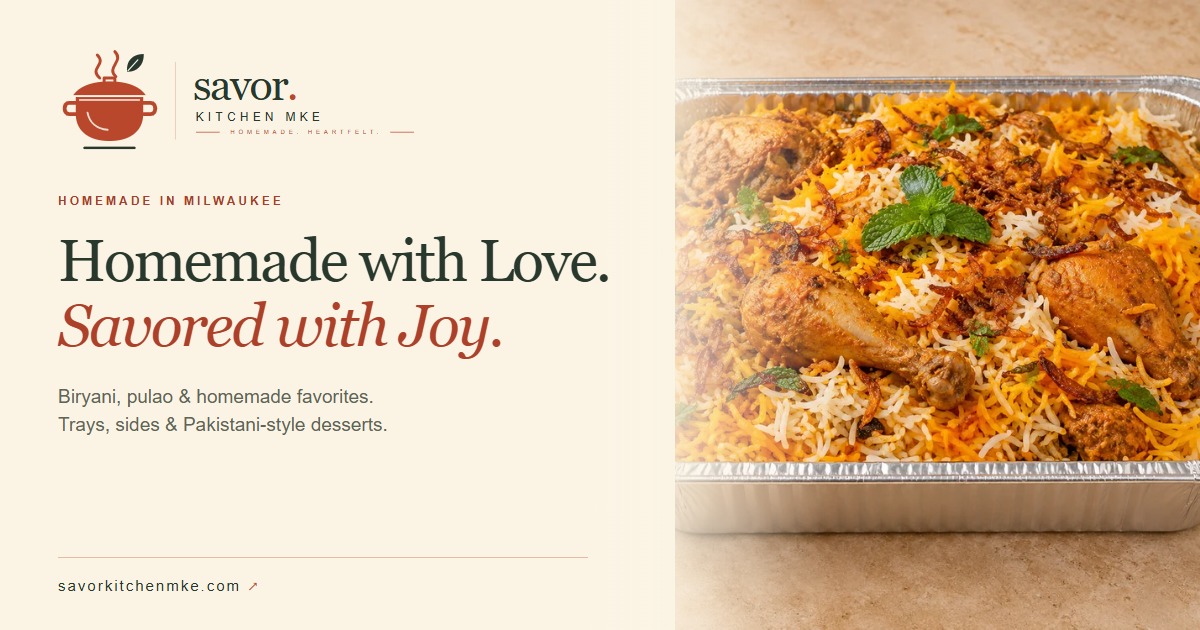 savor.
KITCHEN MKE
HOMEMADE. HEARTFELT.
HOMEMADE IN MILWAUKEE
Homemade with Love.
Savored with Joy.
Biryani, pulao & homemade favorites.
Trays, sides & Pakistani-style desserts.
savorkitchenmke.com ↗